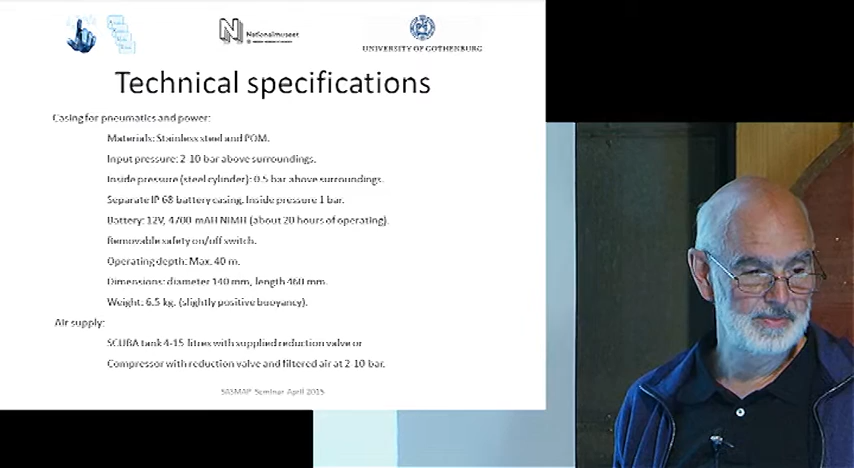 Nationalmuseet
UNIVERSITY OF GOTHENBURG
Technical specifications
Casing for pneumatics and power:
Materials: Stainless steel and POM.
Input pressure: 2-10 bar above surroundings.
Inside pressure (steel cylinder): 0.5 bar above surroundings.
Separate IP 68 battery casing. Inside pressure 1 bar.
Battery: 12V, 4700 mAH NIMH (about 20 hours of operating).
Removable safety on/off switch.
Operating depth: Max. 40 m.
Dimensions: diameter 140 mm, length 460 mm.
Weight: 6.5 kg. (slightly positive buoyancy).
Air supply:
SCUBA tank 4-15 litres with supplied reduction valve or
Compressor with reduction valve and filtered air at 2-10 bar.
SASMAP Seminar April 2015